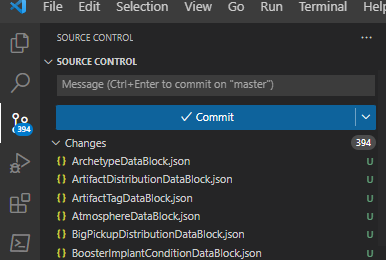 File Edit Selection View Go Run Terminal Help
SOURCE CONTROL ...
SOURCE CONTROL
Message (Ctrl+Enter to commit on "master")
Commit
394
Changes 394
{} ArchetypeDataBlock.json U
{} ArtifactDistributionDataBlock.json U
{} ArtifactTagDataBlock.json U
{} AtmosphereDataBlock.json U
{} BigPickupDistributionDataBlock.json U
{} BoosterImplantConditionDataBlock.json U